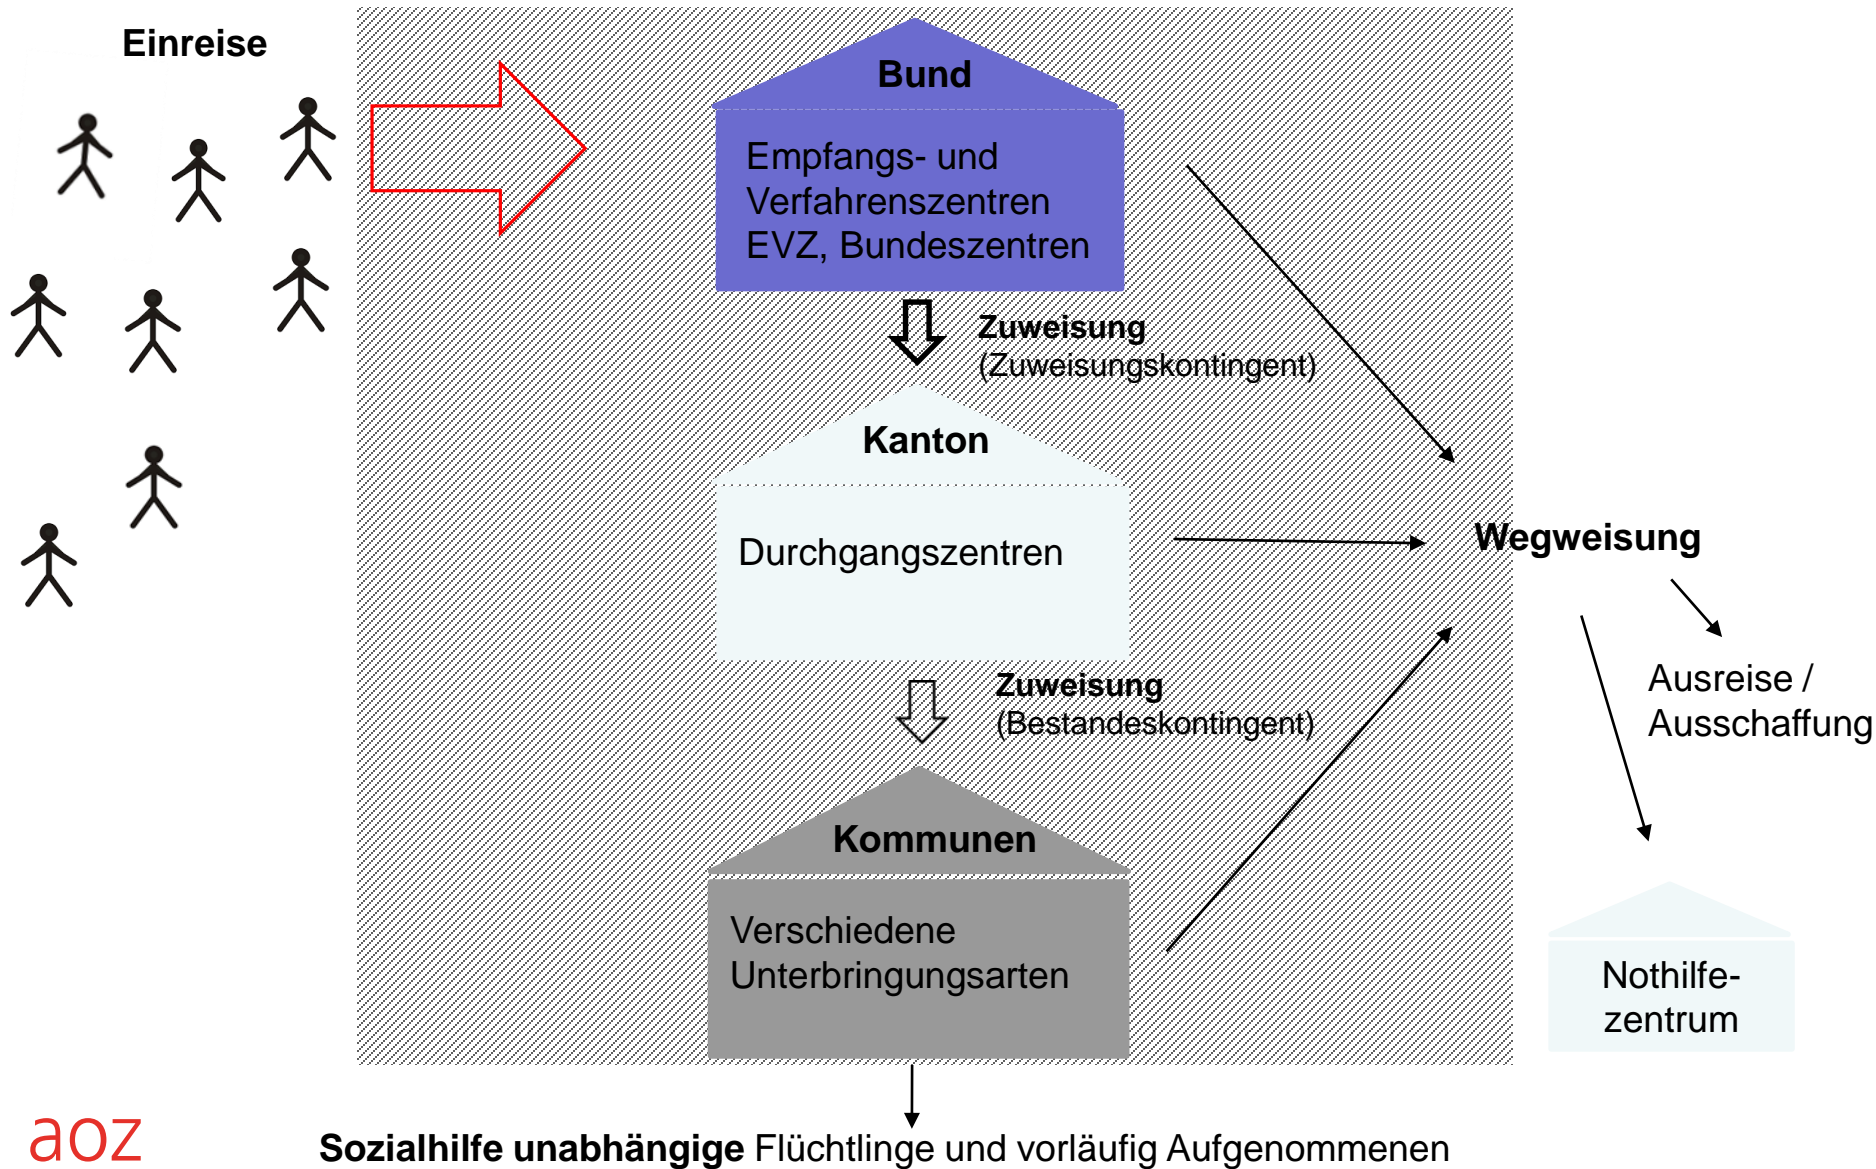 Einreise
Bund
Empfangs- und
Verfahrenszentren
EVZ, Bundeszentren
Zuweisung
(Zuweisungskontingent)
Kanton
Durchgangszentren
Wegweisung
Zuweisung
(Bestandeskontingent)
Ausreise /
Ausschaffung
Kommunen
Verschiedene
Unterbringungsarten
Nothilfe-
zentrum
aoz
Sozialhilfe unabhängige Flüchtlinge und vorläufig Aufgenommenen